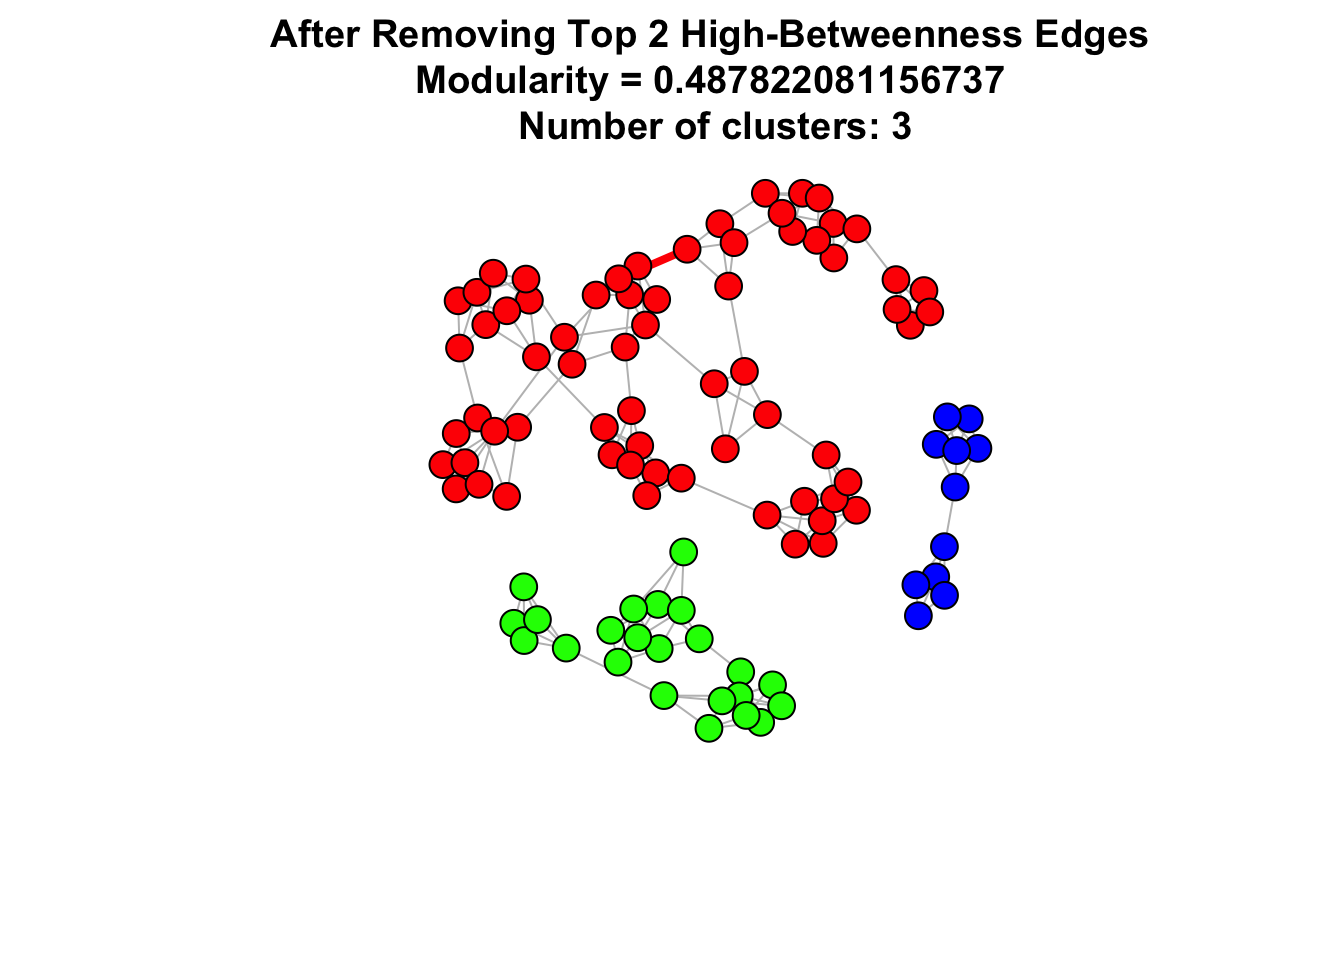 After Removing Top 2 High-Betweenness Edges
Modularity = 0.487822081156737
Number of clusters: 3